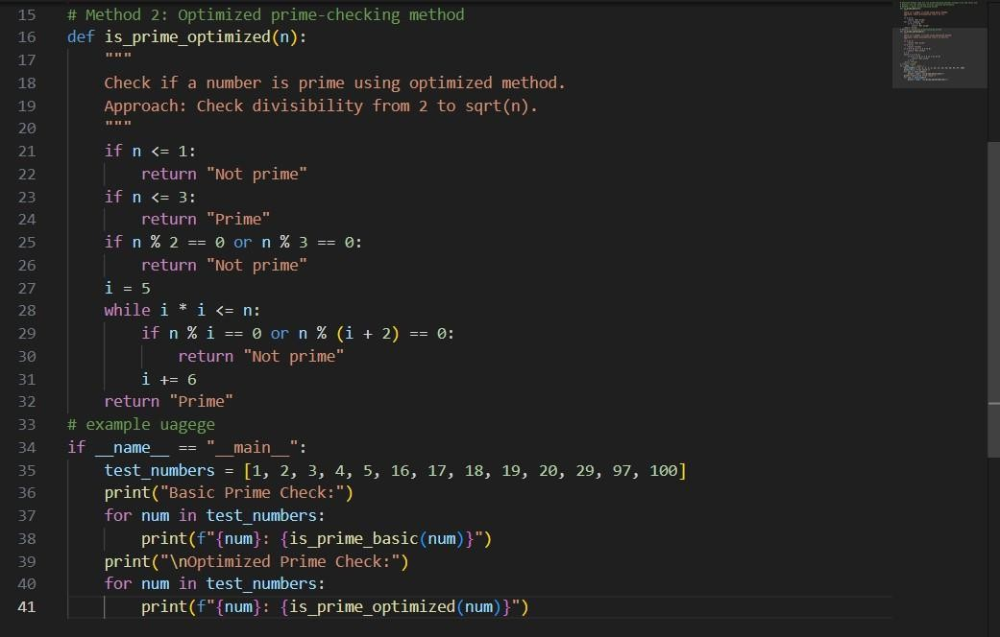 15 # Method 2: Optimized prime-checking method
16 def is_prime_optimized(n):
17     """
18     Check if a number is prime using optimized method.
19     Approach: Check divisibility from 2 to sqrt(n).
20     """
21     if n <= 1:
22         return "Not prime"
23     if n <= 3:
24         return "Prime"
25     if n % 2 == 0 or n % 3 == 0:
26         return "Not prime"
27     i = 5
28     while i * i <= n:
29         if n % i == 0 or n % (i + 2) == 0:
30             return "Not prime"
31         i += 6
32     return "Prime"
33 # example uagege
34 if __name__ == "__main__":
35     test_numbers = [1, 2, 3, 4, 5, 16, 17, 18, 19, 20, 29, 97, 100]
36     print("Basic Prime Check:")
37     for num in test_numbers:
38         print(f"{num}: {is_prime_basic(num)}")
39     print("\nOptimized Prime Check:")
40     for num in test_numbers:
41         print(f"{num}: {is_prime_optimized(num)}")